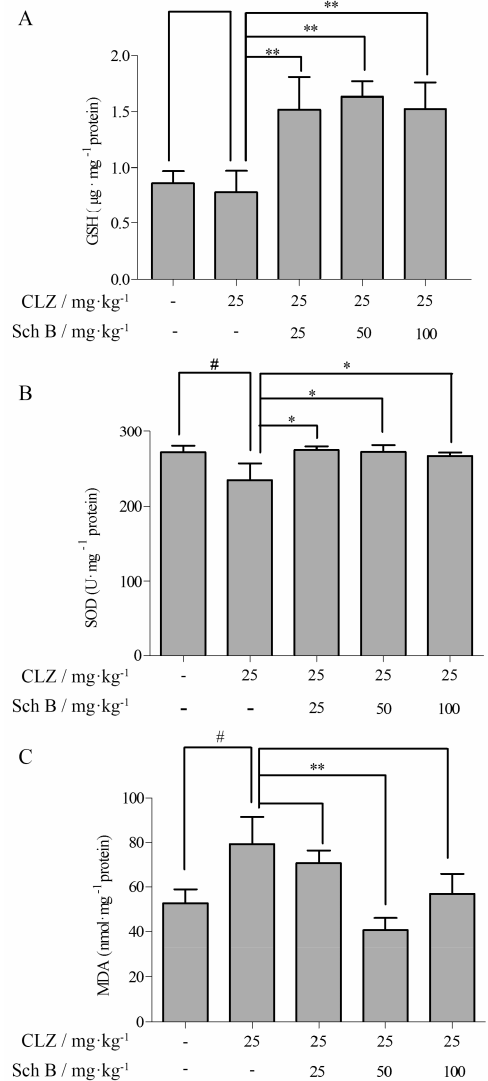 A
**
**
**
2.0
1.5
1.0
0.5
0.0
GSH ( μg· mg -1 protein)
CLZ / mg·kg-1 - 25 25 25 25
Sch B / mg·kg-1 - - 25 50 100
B
#
*
*
*
300
200
100
0
SOD (U· mg -1 protein)
CLZ / mg·kg-1 - 25 25 25 25
Sch B / mg·kg-1 - - 25 50 100
C
#
**
100
80
60
40
20
0
MDA (nmol·mg -1 protein)
CLZ / mg·kg-1 - 25 25 25 25
Sch B / mg·kg-1 - - 25 50 100